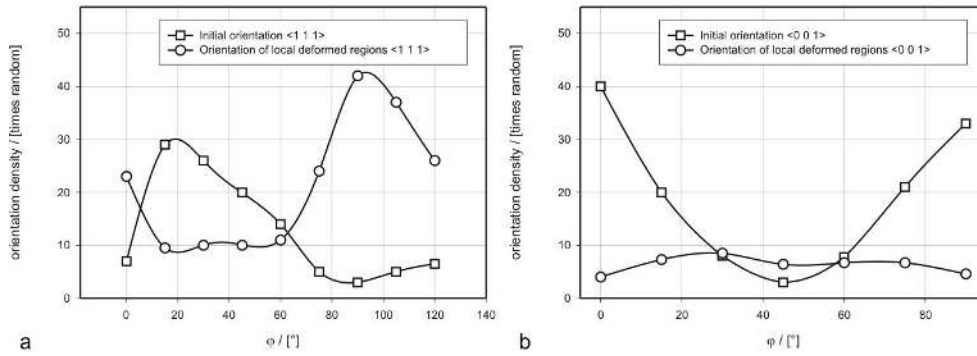 Initial orientation <1 1 1>
Orientation of local deformed regions <1 1 1>
orientation density / [times random]
50
40
30
20
10
0
0 20 40 60 80 100 120 140
φ / [°]
a
Initial orientation <0 0 1>
Orientation of local deformed regions <0 0 1>
orientation density / [times random]
50
40
30
20
10
0
0 20 40 60 80
φ / [°]
b